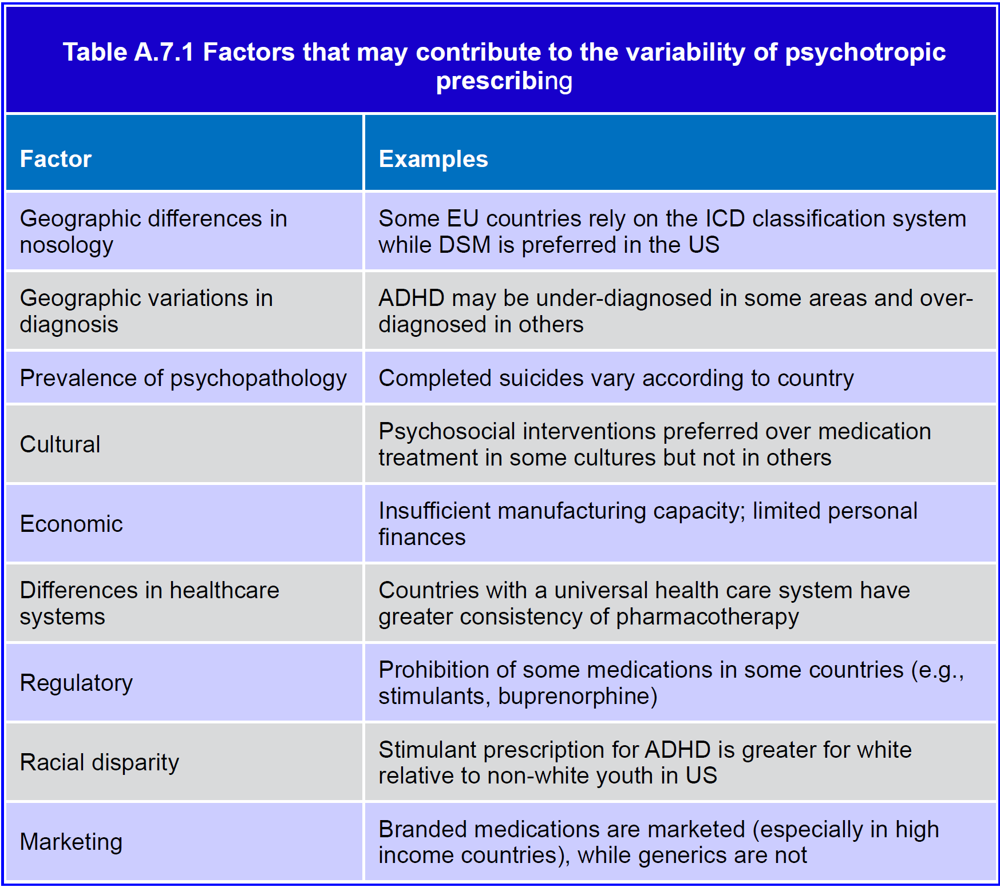 Table A.7.1 Factors that may contribute to the variability of psychotropic
prescribing
Factor
Examples
Geographic differences in
nosology
Some EU countries rely on the ICD classification system
while DSM is preferred in the US
Geographic variations in
diagnosis
ADHD may be under-diagnosed in some areas and over-
diagnosed in others
Prevalence of psychopathology
Completed suicides vary according to country
Cultural
Psychosocial interventions preferred over medication
treatment in some cultures but not in others
Economic
Insufficient manufacturing capacity; limited personal
finances
Differences in healthcare
systems
Countries with a universal health care system have
greater consistency of pharmacotherapy
Regulatory
Prohibition of some medications in some countries (e.g.,
stimulants, buprenorphine)
Racial disparity
Stimulant prescription for ADHD is greater for white
relative to non-white youth in US
Marketing
Branded medications are marketed (especially in high
income countries), while generics are not